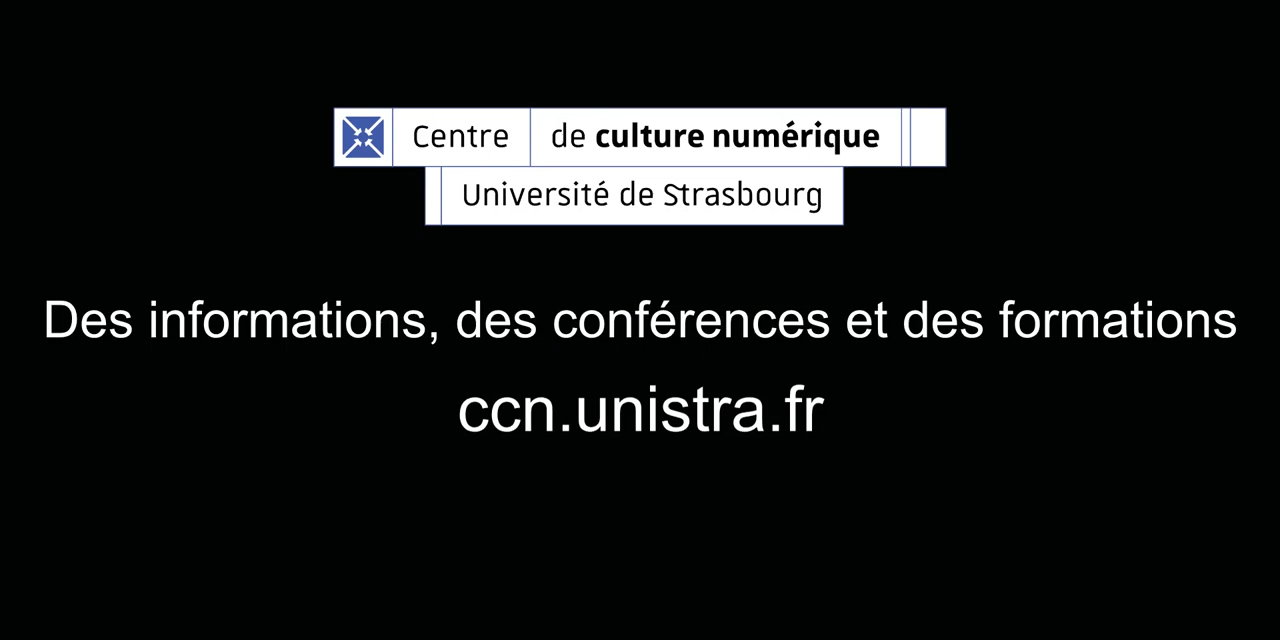 Centre de culture numérique
Université de Strasbourg
Des informations, des conférences et des formations
ccn.unistra.fr